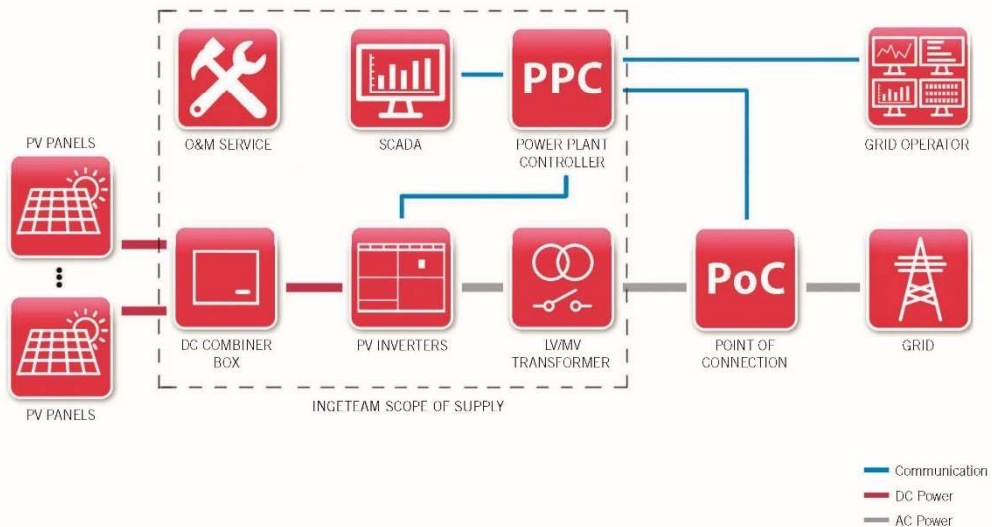 PPC
O&M SERVICE
SCADA
POWER PLANT
CONTROLLER
GRID OPERATOR
PV PANELS
PoC
DC COMBINER
BOX
PV INVERTERS
LV/MV
TRANSFORMER
POINT OF
CONNECTION
GRID
PV PANELS
INGETEAM SCOPE OF SUPPLY
Communication
DC Power
AC Power